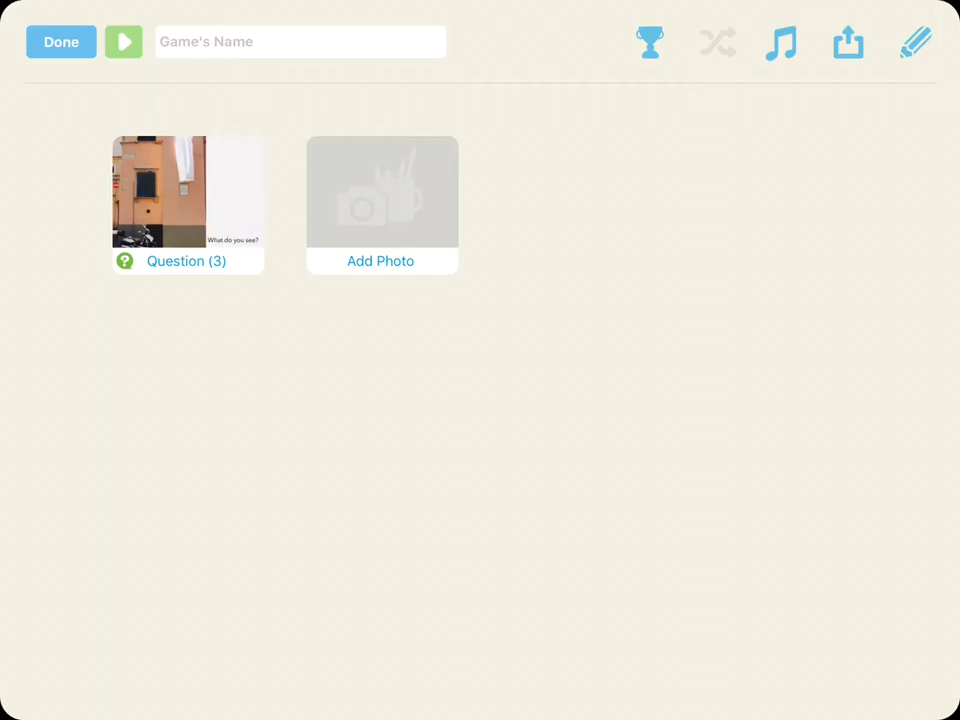 Done
Game's Name
What do you see?
Question (3)
Add Photo